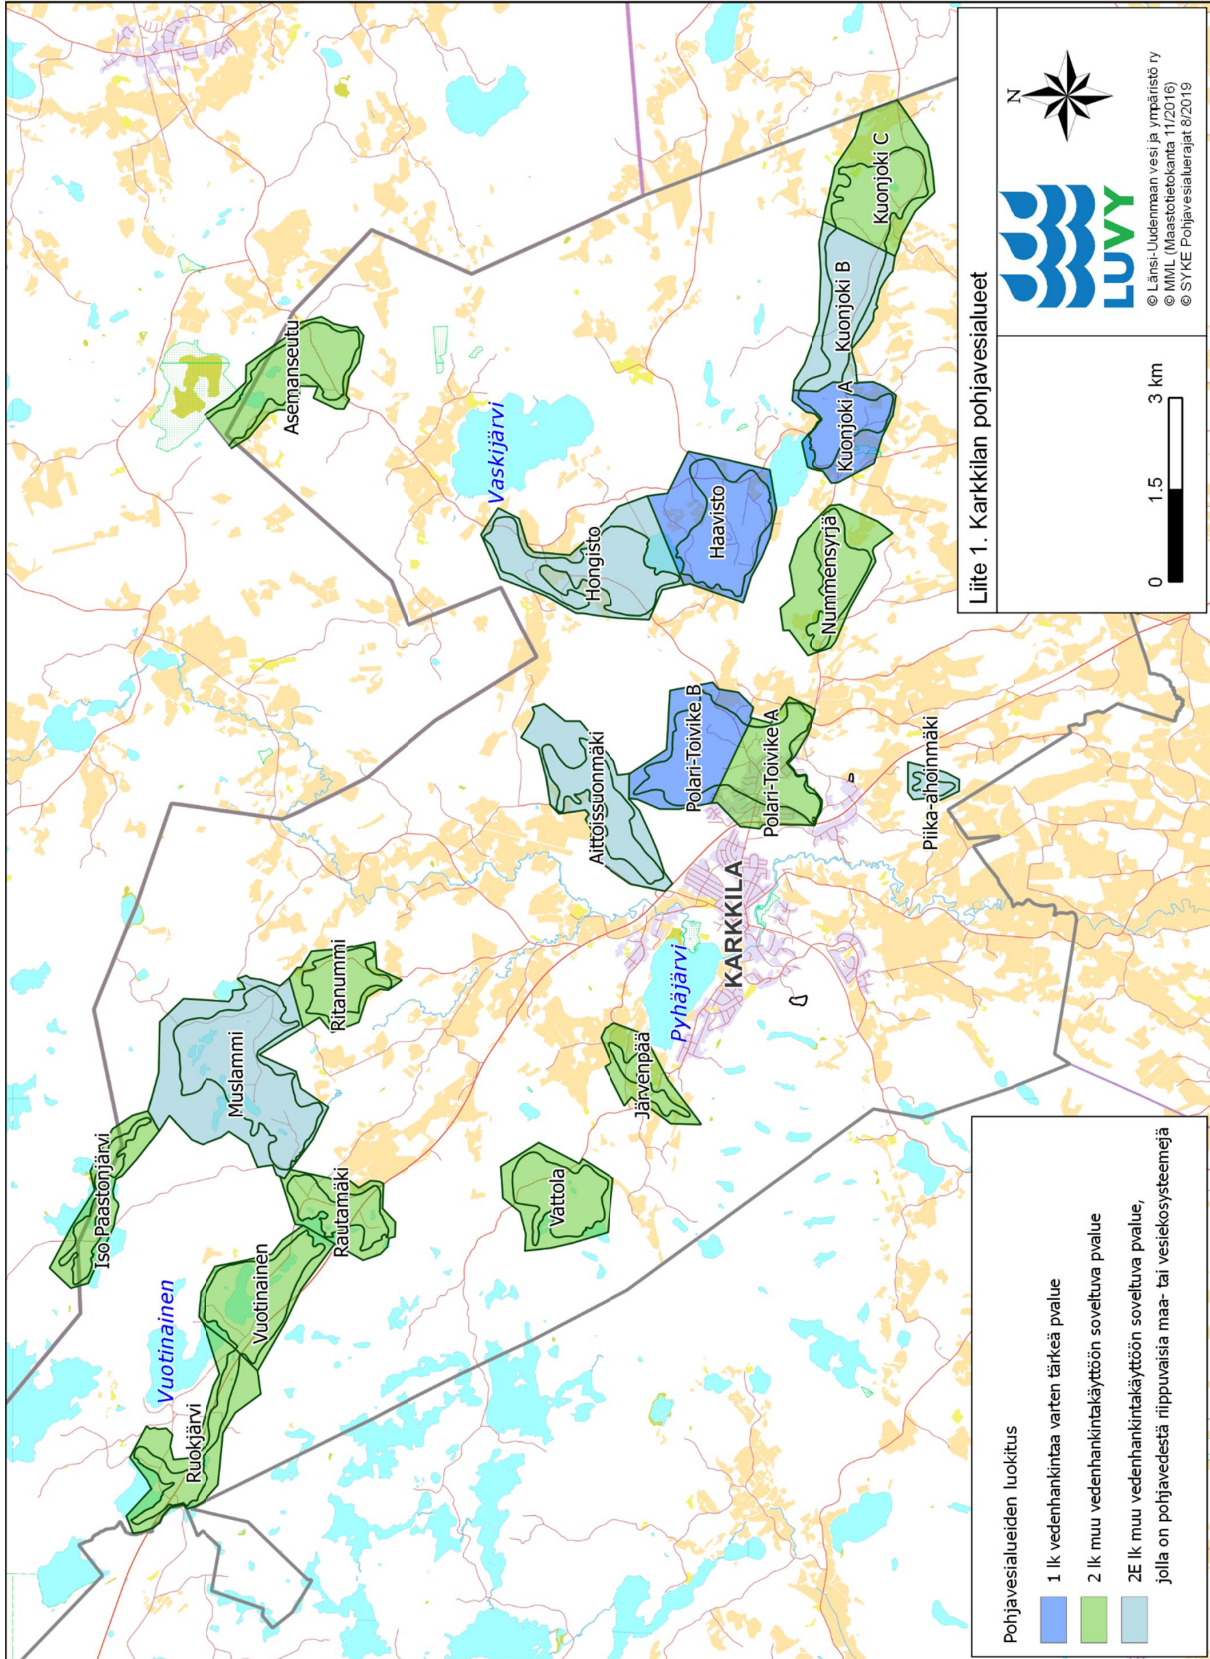 Iso Paastonjärvi
Vuotinainen
Ruokjärvi
Vuotinainen
Rautamäki
Muslammi
Ritanummi
Vattola
Järvenpää
Pyhäjärvi
KARKKILA
Aittoissuonmäki
Polari-Toivike B
Polari-Toivike A
Piika-ahoinmäki
Asemanseutu
Vaskijärvi
Hongisto
Haavisto
Nummensyrjä
Kuonjoki A
Kuonjoki B
Kuonjoki C
Pohjavesialueiden luokitus
1 lk vedenhankintaa varten tärkeä pvalue
2 lk muu vedenhankintakäyttöön soveltuva pvalue
2E lk muu vedenhankintakäyttöön soveltuva pvalue,
jolla on pohjavedestä riippuvaisia maa- tai vesiekosysteemejä
Liite 1. Karkkilan pohjavesialueet
0 1.5 3 km
N
LUVY
© Länsi-Uudenmaan vesi ja ympäristö ry
© MML (Maastotietokanta 11/2016)
© SYKE Pohjavesialuerajat 8/2019